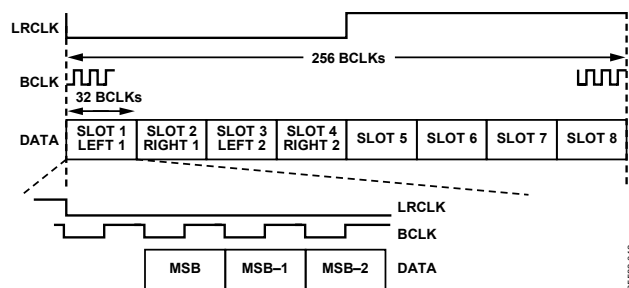 LRCLK
256 BCLKs
BCLK
32 BCLKs
DATA
SLOT 1 LEFT 1
SLOT 2 RIGHT 1
SLOT 3 LEFT 2
SLOT 4 RIGHT 2
SLOT 5
SLOT 6
SLOT 7
SLOT 8
LRCLK
BCLK
MSB
MSB–1
MSB–2
DATA